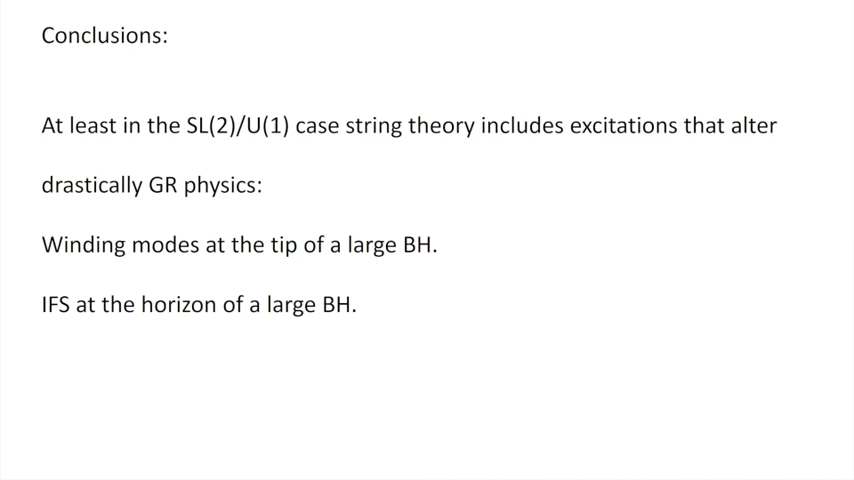 Conclusions:
At least in the SL(2)/U(1) case string theory includes excitations that alter
drastically GR physics:
Winding modes at the tip of a large BH.
IFS at the horizon of a large BH.